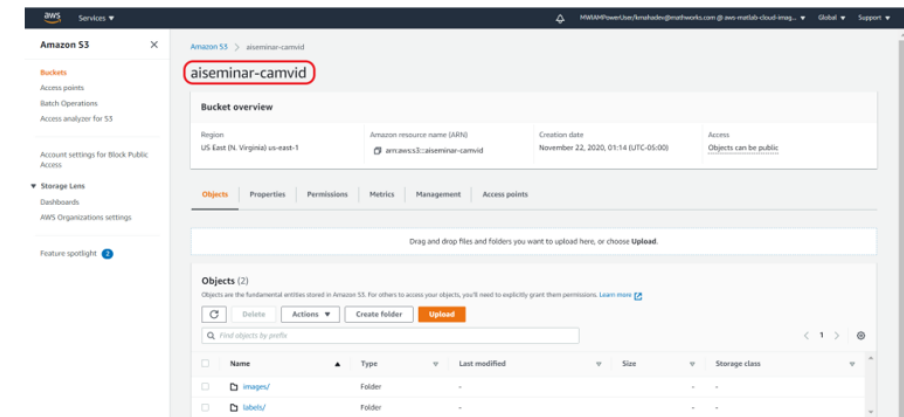 aws Services ▼ MWIAMPowerUser/kmahadev@mathworks.com @ aws-matlab-cloud-imag... ▼ Global ▼ Support ▼
Amazon S3 ×
Buckets
Access points
Batch Operations
Access analyzer for S3
Account settings for Block Public
Access
▼ Storage Lens
Dashboards
AWS Organizations settings
Feature spotlight 2
Amazon S3 > aiseminar-camvid
aiseminar-camvid
Bucket overview
Region Amazon resource name (ARN) Creation date Access
US East (N. Virginia) us-east-1 arn:aws:s3:::aiseminar-camvid November 22, 2020, 01:14 (UTC-05:00) Objects can be public
Objects Properties Permissions Metrics Management Access points
Drag and drop files and folders you want to upload here, or choose Upload.
Objects (2)
Objects are the fundamental entities stored in Amazon S3. For others to access your objects, you'll need to explicitly grant them permissions. Learn more
Delete Actions ▼ Create folder Upload
Find objects by prefix < 1 >
Name ▲ Type ▼ Last modified ▼ Size ▼ Storage class ▼
images/ Folder - - -
labels/ Folder - - -